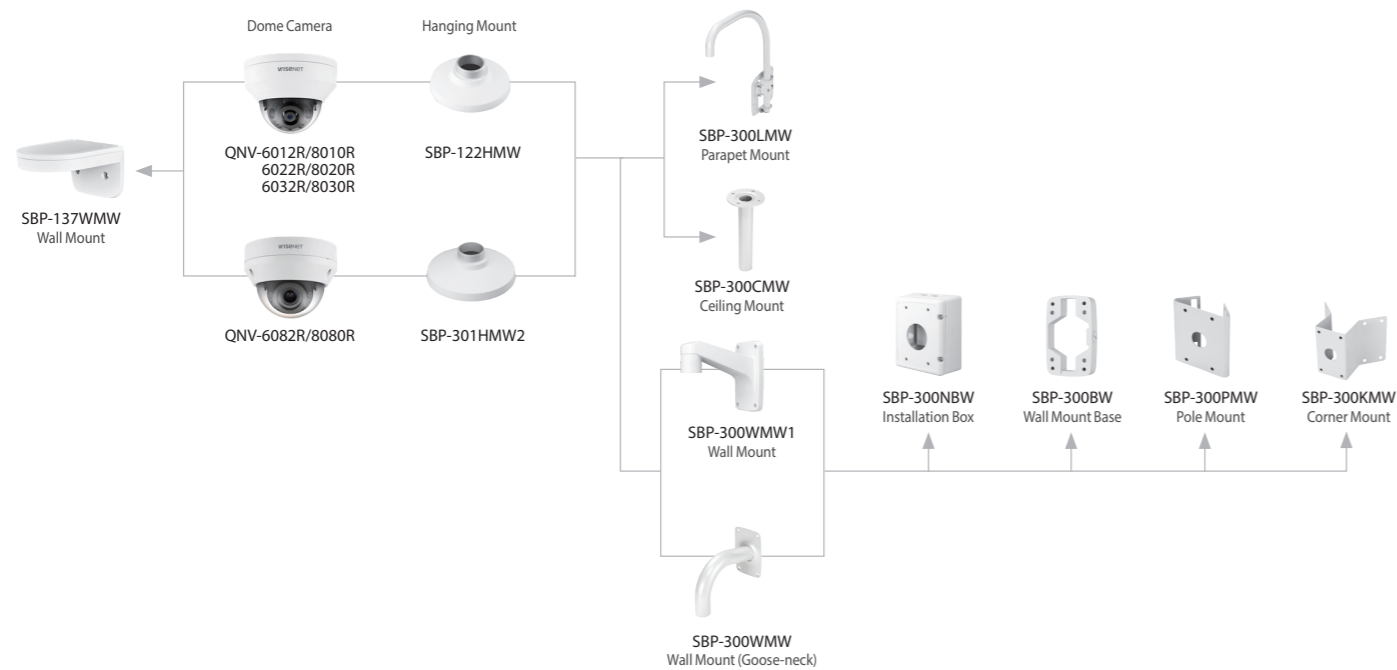 Dome Camera
Hanging Mount
WISENET
QNV-6012R/8010R
6022R/8020R
6032R/8030R
SBP-122HMW
SBP-300LMW
Parapet Mount
SBP-137WMW
Wall Mount
WISENET
QNV-6082R/8080R
SBP-301HMW2
SBP-300CMW
Ceiling Mount
SBP-300WMW1
Wall Mount
SBP-300NBW
Installation Box
SBP-300BW
Wall Mount Base
SBP-300PMW
Pole Mount
SBP-300KMW
Corner Mount
SBP-300WMW
Wall Mount (Goose-neck)